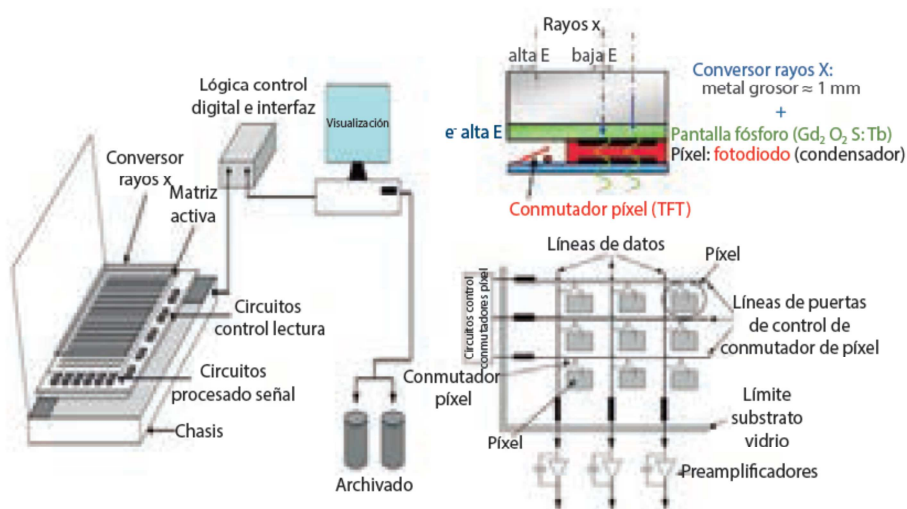 Lógica control
digital e interfaz
Visualización
Conversor
rayos x
Matriz
activa
Circuitos
control lectura
Circuitos
procesado señal
Chasis
Archivado
Rayos x
alta E
baja E
Conversor rayos X:
metal grosor ≈ 1 mm
+
Pantalla fósforo (Gd₂ O₂ S: Tb)
Píxel: fotodiodo (condensador)
e⁻ alta E
Conmutador píxel (TFT)
Líneas de datos
Píxel
Circuitos control
conmutadores píxel
Líneas de puertas
de control de
conmutador de píxel
Conmutador
píxel
Píxel
Límite
substrato
vidrio
Preamplificadores